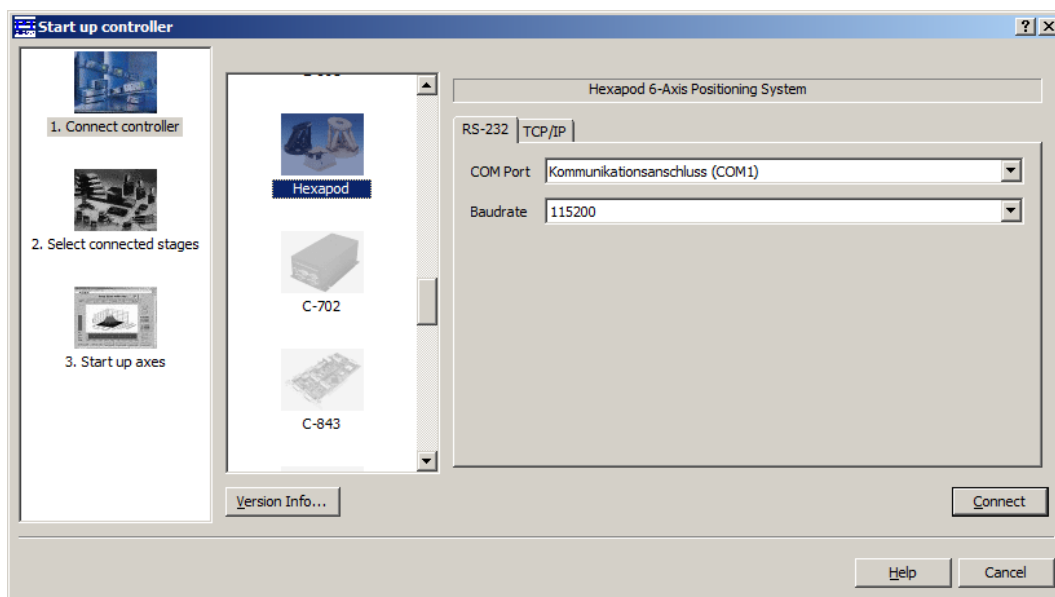 Start up controller
1. Connect controller
2. Select connected stages
3. Start up axes
Hexapod
C-702
C-843
Version Info...
Hexapod 6-Axis Positioning System
RS-232
TCP/IP
COM Port
Kommunikationsanschluss (COM1)
Baudrate
115200
Connect
Help
Cancel